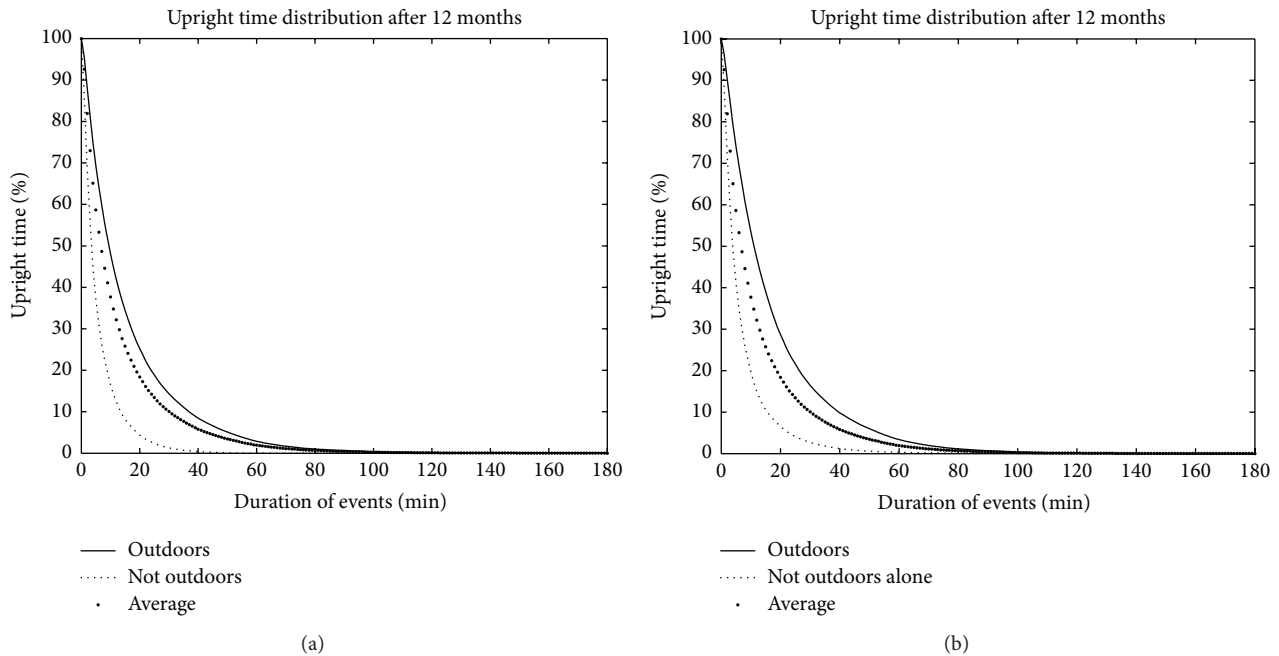 Upright time distribution after 12 months
100
90
80
70
60
50
40
30
20
10
0
Upright time (%)
0 20 40 60 80 100 120 140 160 180
Duration of events (min)
Outdoors
Not outdoors
Average
(a)
Upright time distribution after 12 months
100
90
80
70
60
50
40
30
20
10
0
Upright time (%)
0 20 40 60 80 100 120 140 160 180
Duration of events (min)
Outdoors
Not outdoors alone
Average
(b)